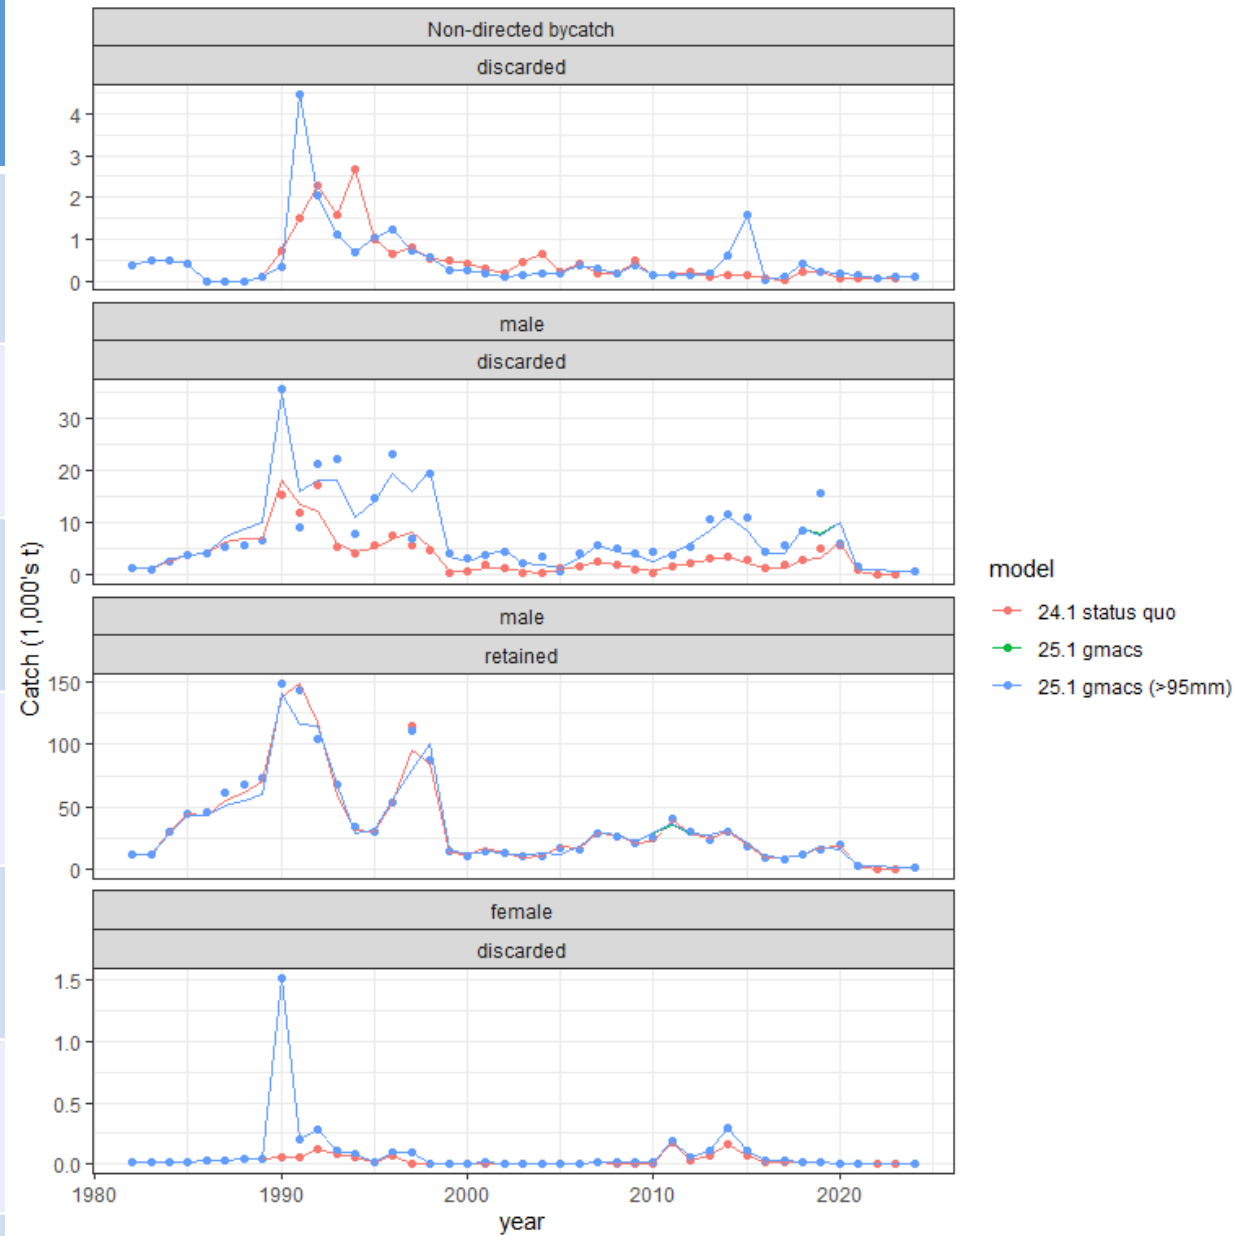 Non-directed bycatch
discarded
4
3
2
1
0
male
discarded
30
20
10
0
male
retained
150
100
50
0
female
discarded
1.5
1.0
0.5
0.0
1980 1990 2000 2010 2020
year
Catch (1,000's t)
model
24.1 status quo
25.1 gmacs
25.1 gmacs (>95mm)